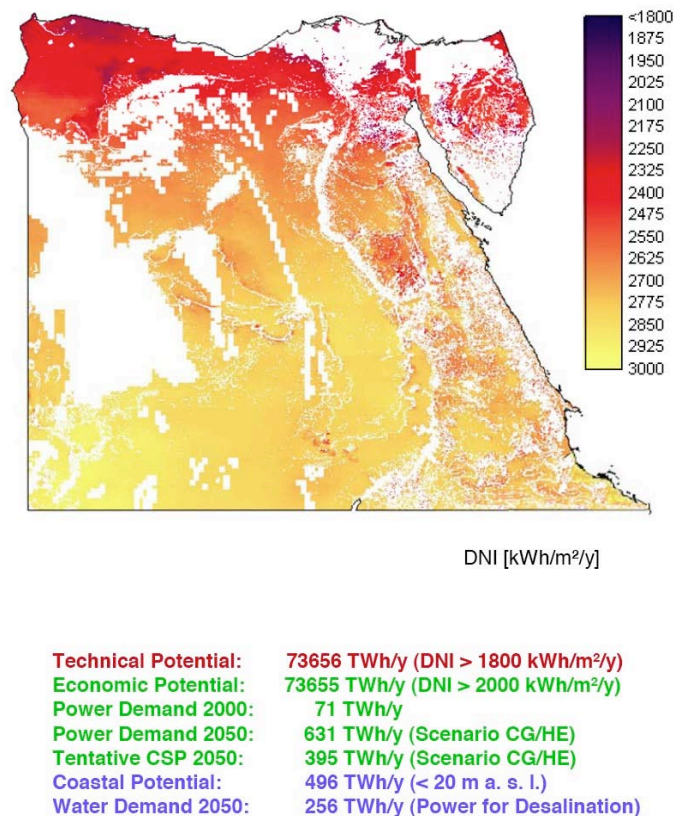 <1800
1875
1950
2025
2100
2175
2250
2325
2400
2475
2550
2625
2700
2775
2850
2925
3000
DNI [kWh/m²/y]
Technical Potential: 73656 TWh/y (DNI > 1800 kWh/m²/y)
Economic Potential: 73655 TWh/y (DNI > 2000 kWh/m²/y)
Power Demand 2000: 71 TWh/y
Power Demand 2050: 631 TWh/y (Scenario CG/HE)
Tentative CSP 2050: 395 TWh/y (Scenario CG/HE)
Coastal Potential: 496 TWh/y (< 20 m a. s. l.)
Water Demand 2050: 256 TWh/y (Power for Desalination)